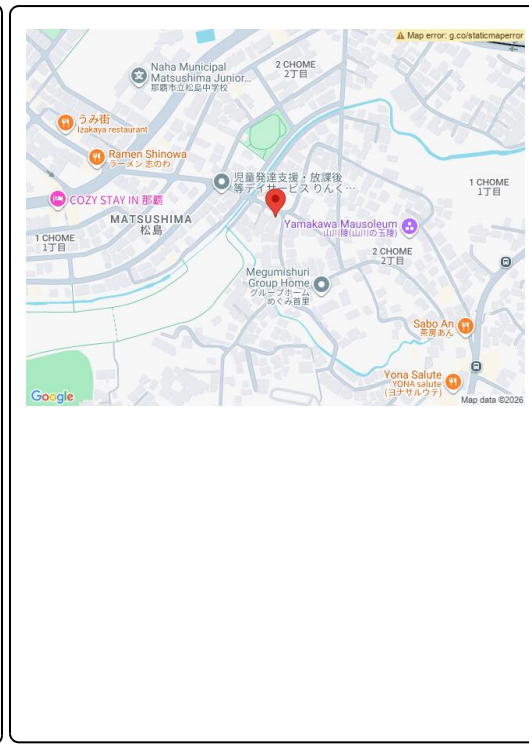 Map error: g.co/staticmaperror
2 CHOME
2丁目
Naha Municipal
Matsushima Junior...
那覇市立松島中学校
うみ街
Izakaya restaurant
Ramen Shinowa
ラーメン 志のわ
児童発達支援・放課後
等デイサービス りんく…
1 CHOME
1丁目
COZY STAY IN 那覇
MATSUSHIMA
松島
Yamakawa Mausoleum
山川陵(山川の玉陵)
1 CHOME
1丁目
2 CHOME
2丁目
Megumishuri
Group Home
グループホーム
めぐみ首里
Sabo An
茶房あん
Yona Salute
YONA salute
(ヨナサルウテ)
Google
Map data ©2026